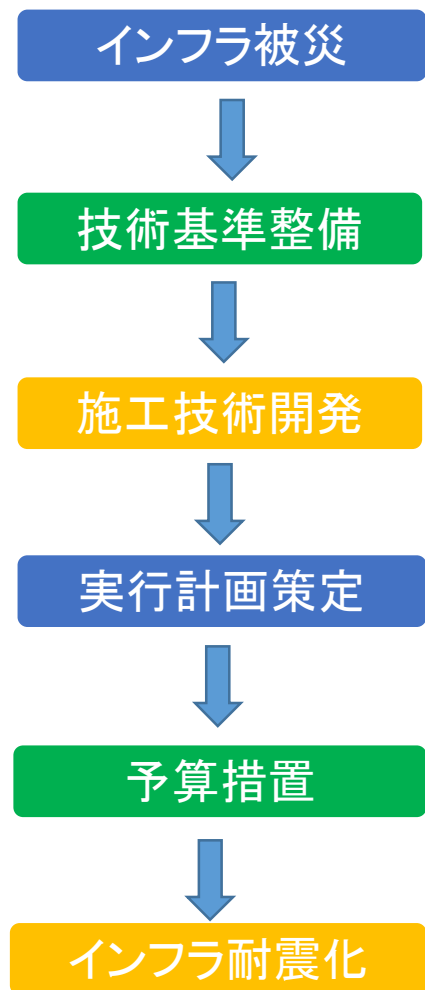 インフラ被災
技術基準整備
施工技術開発
実行計画策定
予算措置
インフラ耐震化